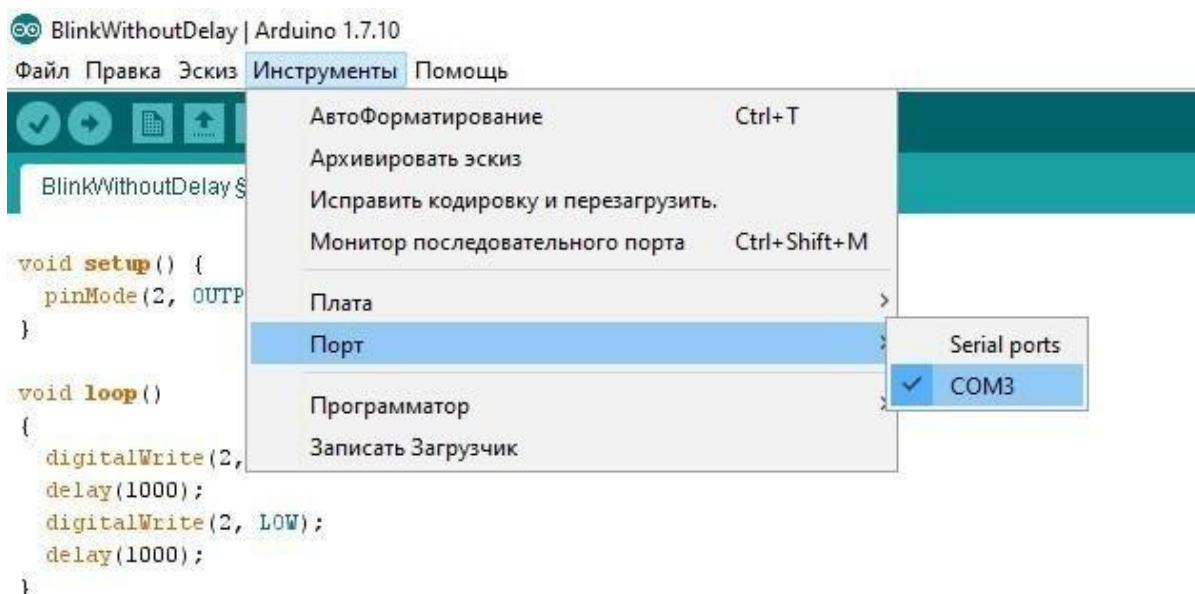 BlinkWithoutDelay | Arduino 1.7.10
Файл Правка Эскиз Инструменты Помощь
АвтоФорматирование Ctrl+T
Архивировать эскиз
Исправить кодировку и перезагрузить.
Монитор последовательного порта Ctrl+Shift+M
Плата
Порт
Программатор
Записать Загрузчик
Serial ports
COM3
BlinkWithoutDelay §
void setup() {
pinMode(2, OUTP
}
void loop()
{
digitalWrite(2,
delay(1000);
digitalWrite(2, LOW);
delay(1000);
}